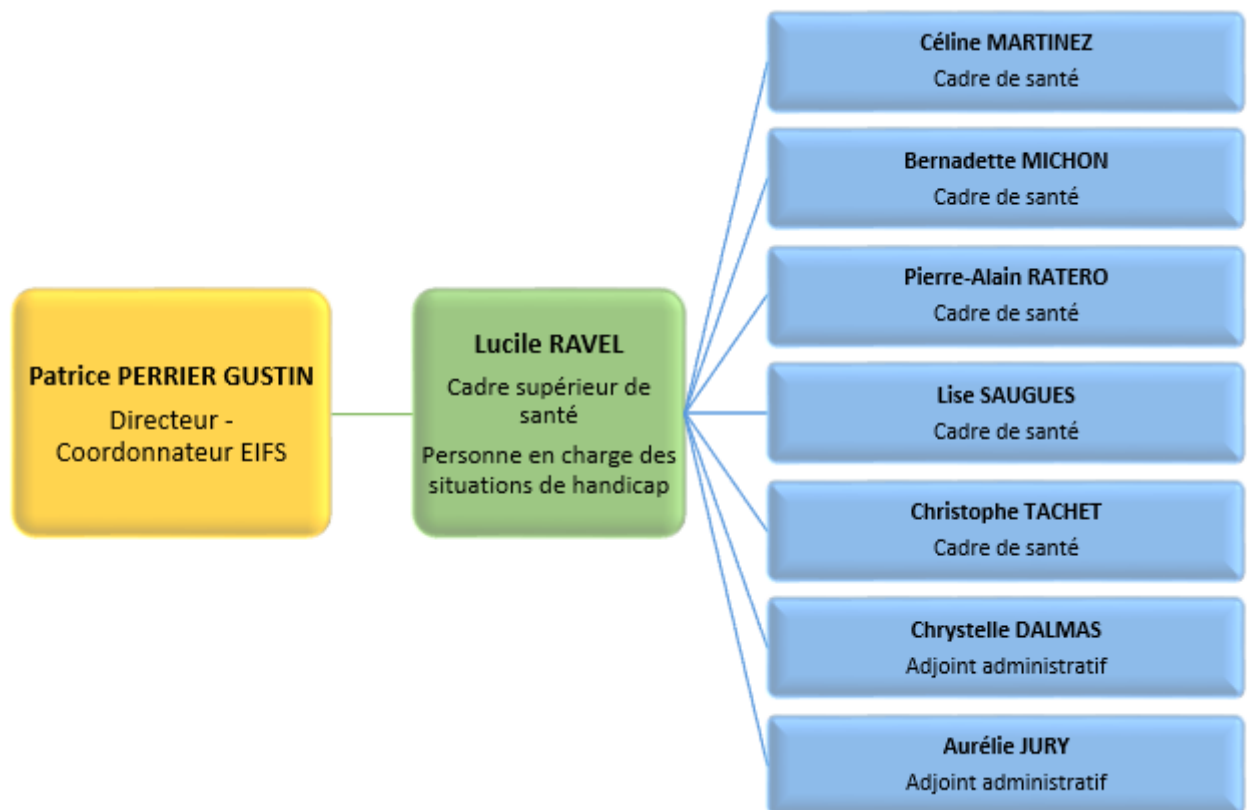 Patrice PERRIER GUSTIN
Directeur -
Coordonnateur EIFS
Lucile RAVEL
Cadre supérieur de
santé
Personne en charge des
situations de handicap
Céline MARTINEZ
Cadre de santé
Bernadette MICHON
Cadre de santé
Pierre-Alain RATERO
Cadre de santé
Lise SAUGUES
Cadre de santé
Christophe TACHET
Cadre de santé
Chrystelle DALMAS
Adjoint administratif
Aurélie JURY
Adjoint administratif